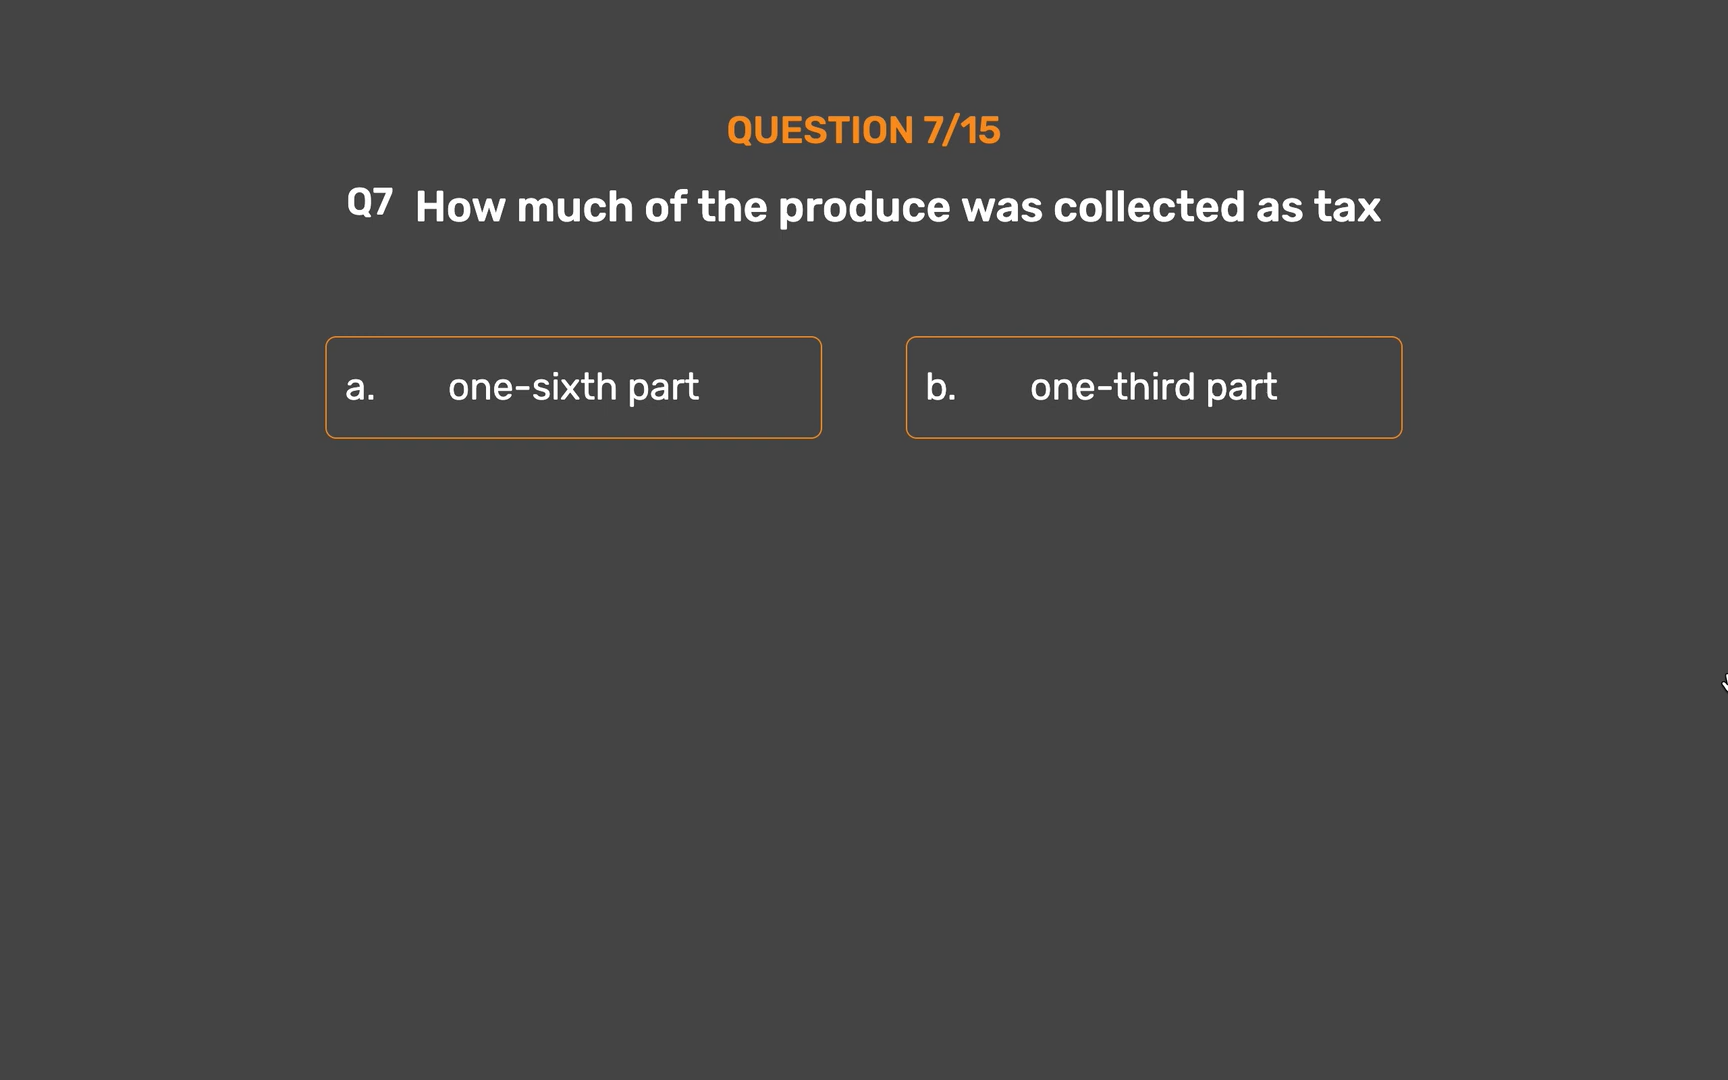 QUESTION 7/15
Q7 How much of the produce was collected as tax
a. one-sixth part
b. one-third part